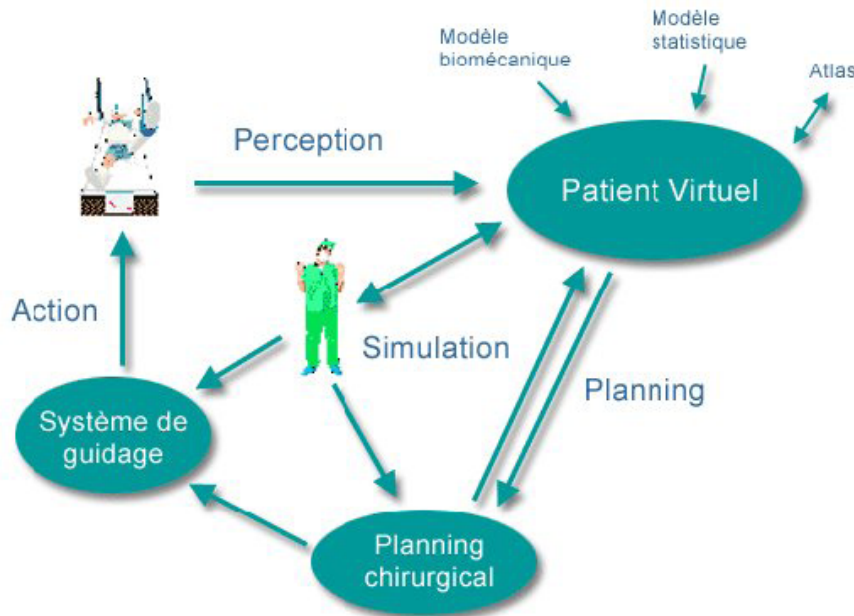 Modèle
biomécanique
Modèle
statistique
Atlas
Perception
Patient Virtuel
Action
Simulation
Planning
Système de
guidage
Planning
chirurgical